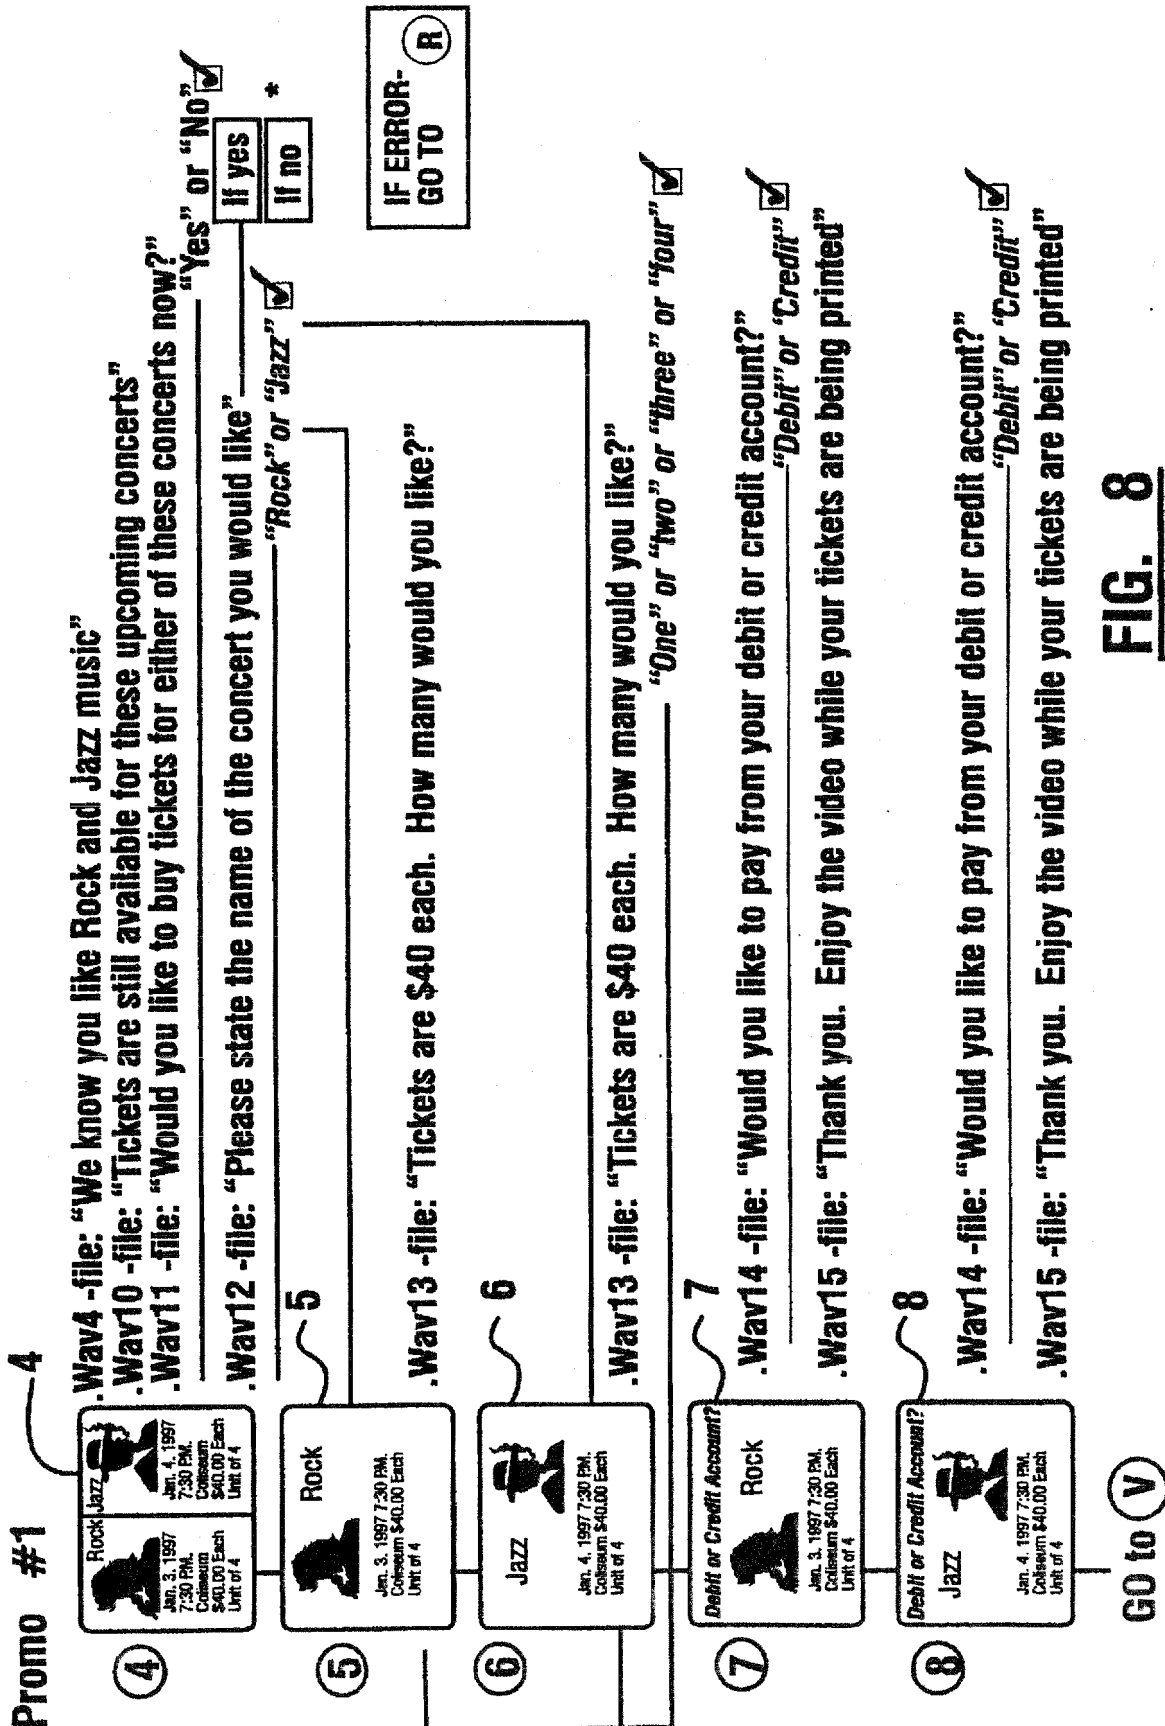 Promo #1
4
.Wav4 -file: "We know you like Rock and Jazz music"
.Wav10 -file: "Tickets are still available for these upcoming concerts"
.Wav11 -file: "Would you like to buy tickets for either of these concerts now?"
"Yes" or "No"
If yes
If no *
.Wav12 -file: "Please state the name of the concert you would like"
"Rock" or "Jazz"
IF ERROR-
GO TO R
4
Rock
Jan. 3. 1997
7:30 PM.
Coliseum
$40.00 Each
Unit of 4
Jazz
Jan. 4. 1997
7:30 PM.
Coliseum
$40.00 Each
Unit of 4
5
5
Rock
Jan. 3. 1997 7:30 PM.
Coliseum $40.00 Each
Unit of 4
.Wav13 -file: "Tickets are $40 each. How many would you like?"
6
6
Jazz
Jan. 4. 1997 7:30 PM.
Coliseum $40.00 Each
Unit of 4
.Wav13 -file: "Tickets are $40 each. How many would you like?"
"One" or "two" or "three" or "four"
7
7
Debit or Credit Account?
Rock
Jan. 3. 1997 7:30 PM.
Coliseum $40.00 Each
Unit of 4
.Wav14 -file: "Would you like to pay from your debit or credit account?"
"Debit" or "Credit"
.Wav15 -file: "Thank you. Enjoy the video while your tickets are being printed"
8
8
Debit or Credit Account?
Jazz
Jan. 4. 1997 7:30 PM.
Coliseum $40.00 Each
Unit of 4
.Wav14 -file: "Would you like to pay from your debit or credit account?"
"Debit" or "Credit"
.Wav15 -file: "Thank you. Enjoy the video while your tickets are being printed"
GO to V
FIG. 8